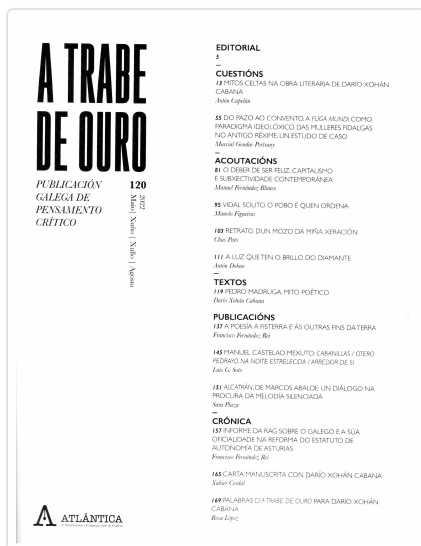 A TRABE
DE OURO
PUBLICACIÓN
GALEGA DE
PENSAMENTO
CRÍTICO
120
2022
Maio | Xuño | Xullo | Agosto
EDITORIAL
5
CUESTIÓNS
13 MITOS CELTAS NA OBRA LITERARIA DE DARÍO XOHÁN
CABANA
Antón Capelán
55 DO PAZO AO CONVENTO. A FUGA MUNDI COMO
PARADIGMA IDEOLÓXICO DAS MULLERES FIDALGAS
NO ANTIGO RÉXIME: UN ESTUDO DE CASO
Marcial Gondar Portasany
ACOUTACIÓNS
81 O DEBER DE SER FELIZ. CAPITALISMO
E SUBXECTIVIDADE CONTEMPORÁNEA
Manuel Fernández Blanco
95 VIDAL SOUTO. O POBO É QUEN ORDENA
Manolo Figueiras
103 RETRATO DUN MOZO DA MIÑA XERACIÓN
Chus Pato
111 A LUZ QUE TEN O BRILLO DO DIAMANTE
Antón Dobao
TEXTOS
119 PEDRO MADRUGA, MITO POÉTICO
Darío Xohán Cabana
PUBLICACIÓNS
137 A POESÍA A FISTERRA E ÁS OUTRAS FINS DA TERRA
Francisco Fernández Rei
145 MANUEL CASTELAO MEXUTO: CABANILLAS / OTERO
PEDRAYO, NA NOITE ESTRELECIDA / ARREDOR DE SI
Luís G. Soto
151 ALCATRÁN, DE MARCOS ABALDE: UN DIÁLOGO NA
PROCURA DA MELODÍA SILENCIADA
Sara Plaza
CRÓNICA
157 INFORME DA RAG SOBRE O GALEGO E A SÚA
OFICIALIDADE NA REFORMA DO ESTATUTO DE
AUTONOMÍA DE ASTURIAS
Francisco Fernández Rei
165 CARTA MANUSCRITA CON DARÍO XOHÁN CABANA
Xabier Cordal
169 PALABRAS D'A TRABE DE OURO PARA DARÍO XOHÁN
CABANA
Rosa López
ATLÁNTICA